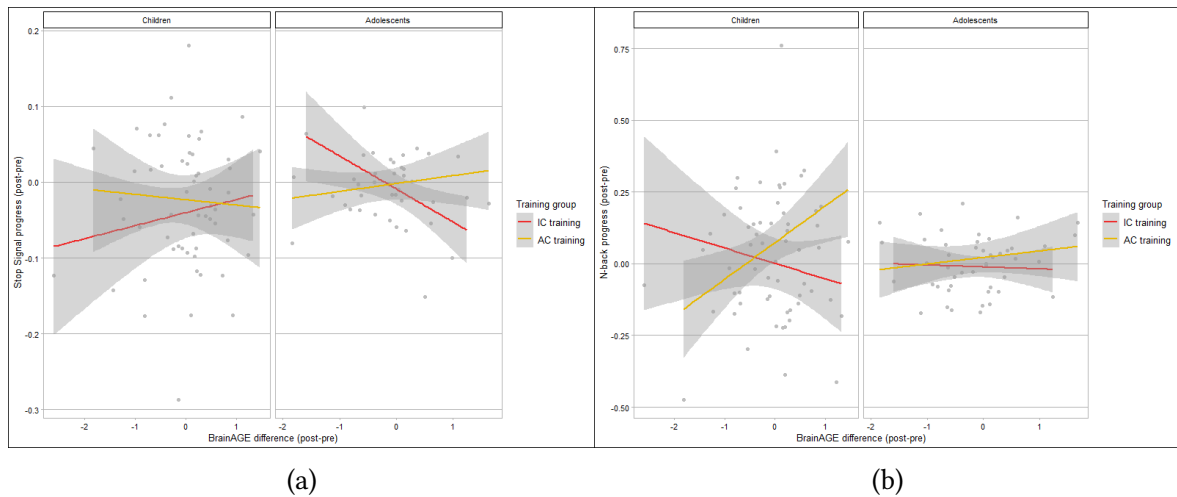 Children
Adolescents
0.2
0.1
0.0
-0.1
-0.2
-0.3
Stop Signal progress (post-pre)
-2
-1
0
1
-2
-1
0
1
BrainAGE difference (post-pre)
Training group
IC training
AC training
(a)
Children
Adolescents
0.75
0.50
0.25
0.00
-0.25
-0.50
N-back progress (post-pre)
-2
-1
0
1
-2
-1
0
1
BrainAGE difference (post-pre)
Training group
IC training
AC training
(b)